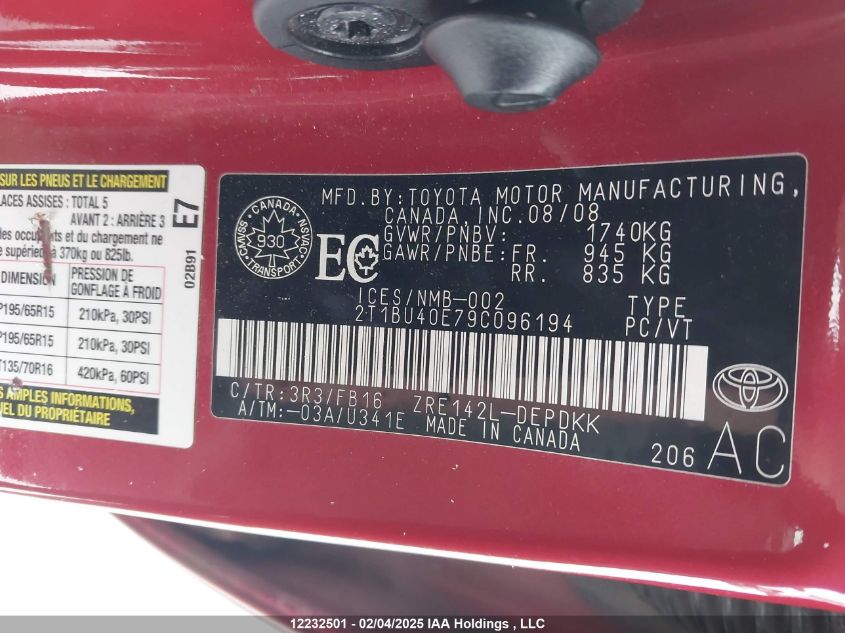 SUR LES PNEUS ET LE CHARGEMENT
LACES ASSISES : TOTAL 5
AVANT 2 : ARRIÈRE 3
des occupants et du chargement ne
e supérieur à 370kg ou 825lb.
E7
02B91
DIMENSION
PRESSION DE
GONFLAGE À FROID
P195/65R15 210kPa, 30PSI
P195/65R15 210kPa, 30PSI
T135/70R16 420kPa, 60PSI
S AMPLES INFORMATIONS,
UEL DU PROPRIÉTAIRE
MFD.BY:TOYOTA MOTOR MANUFACTURING,
CANADA, INC.08/08
GVWR/PNBV: 1740KG
GAWR/PNBE:FR. 945 KG
RR. 835 KG
CANADA
930
TRANSPORT
EC
ICES/NMB-002
2T1BU40E79C096194
TYPE
PC/VT
C/TR:3R3/FB16 ZRE142L-DEPDKK
A/TM:-03A/U341E MADE IN CANADA
206 AC
12232501 - 02/04/2025 IAA Holdings , LLC